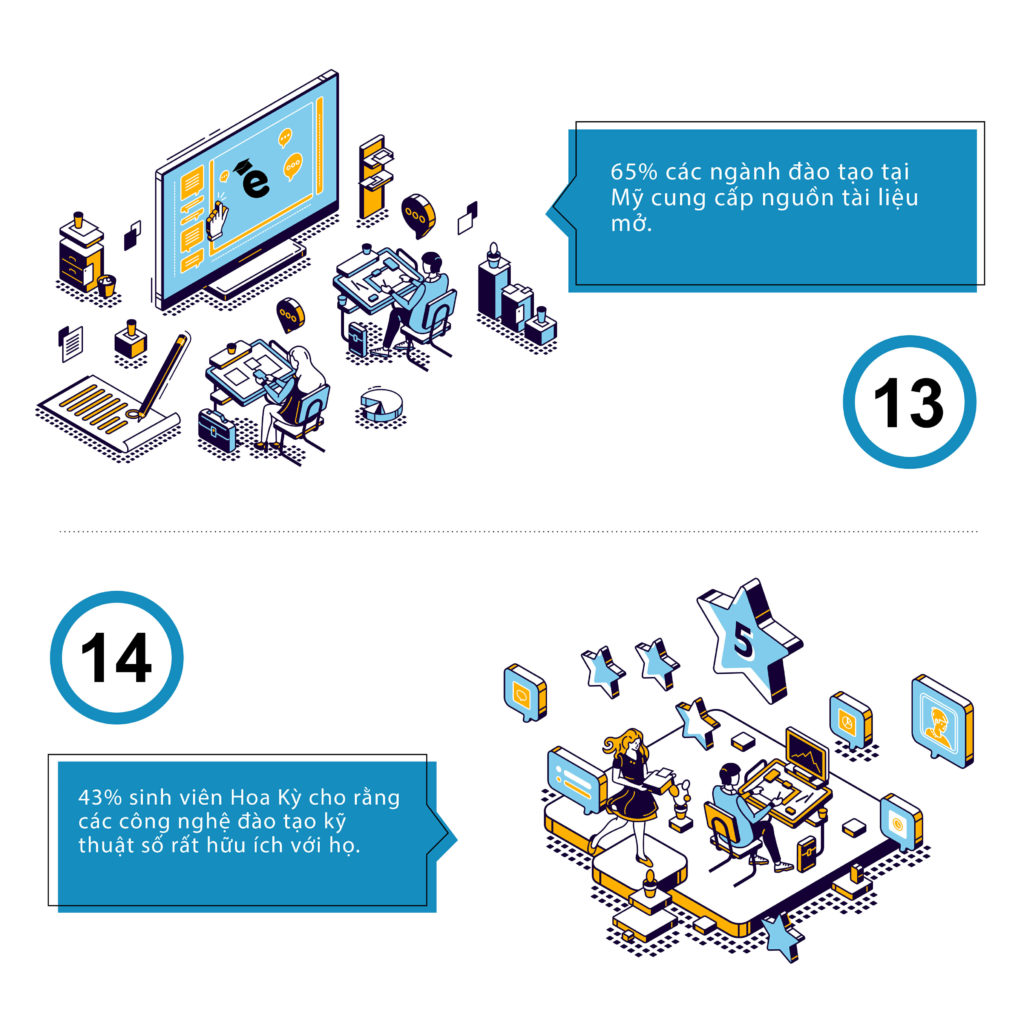 e
65% các ngành đào tạo tại
Mỹ cung cấp nguồn tài liệu
mở.
13
14
5
43% sinh viên Hoa Kỳ cho rằng
các công nghệ đào tạo kỹ
thuật số rất hữu ích với họ.